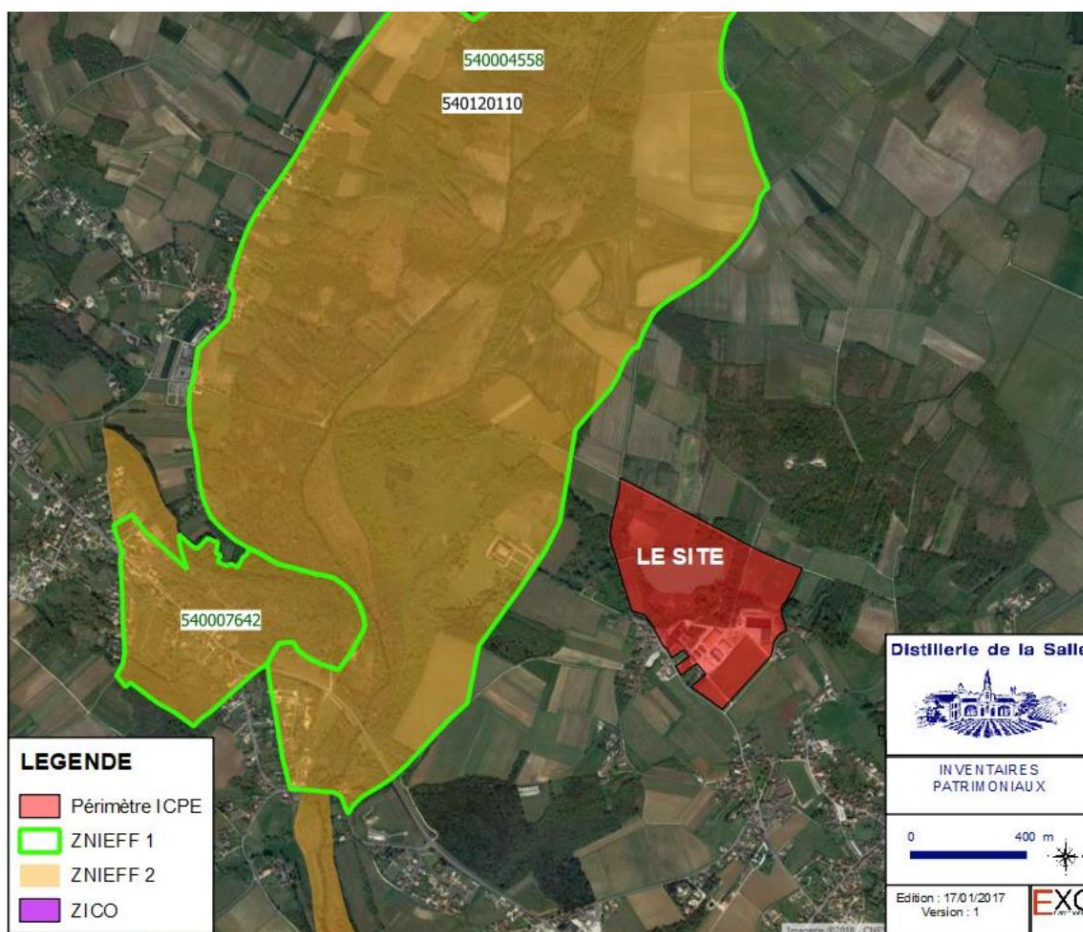 540004558
540120110
LE SITE
540007642
LEGENDE
Périmètre ICPE
ZNIEFF 1
ZNIEFF 2
ZICO
Distillerie de la Salle
INVENTAIRES
PATRIMONIAUX
0 400 m
Edition : 17/01/2017
Version : 1